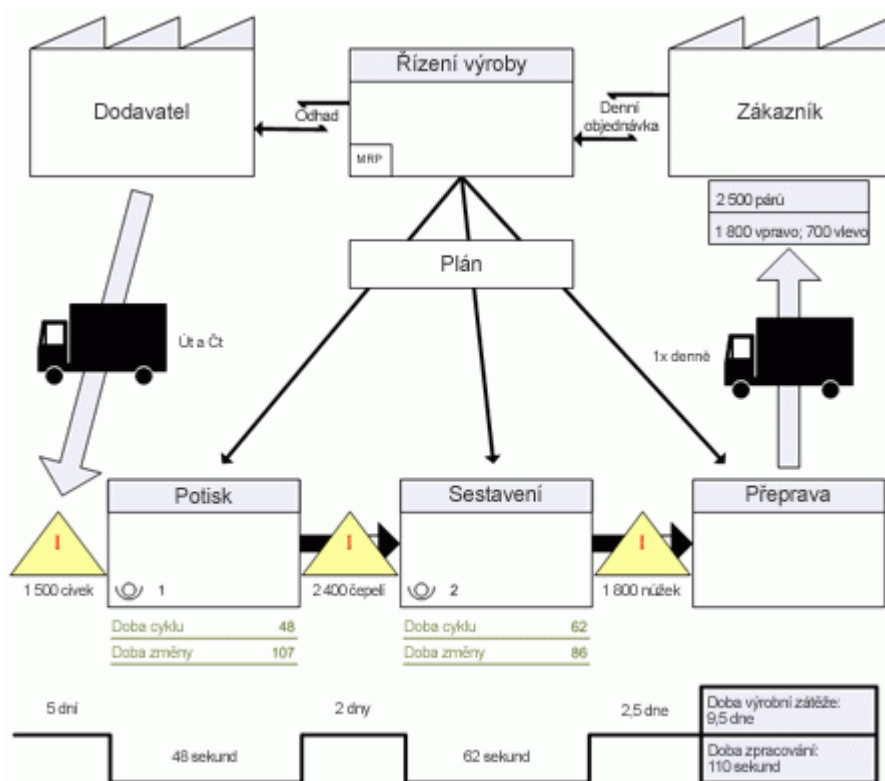 Dodavatel
Odhad
Řízení výroby
MRP
Denní
objednávka
Zákazník
2 500 párů
1 800 vpravo; 700 vlevo
Plán
Út a Čt
1x denně
Potisk
Sestavení
Přeprava
I
I
I
1 500 cívek
1
2 400 čepelí
2
1 800 nůžek
Doba cyklu 48
Doba změny 107
Doba cyklu 62
Doba změny 86
5 dní
48 sekund
2 dny
62 sekund
2,5 dne
Doba výrobní zátěže:
9,5 dne
Doba zpracování:
110 sekund